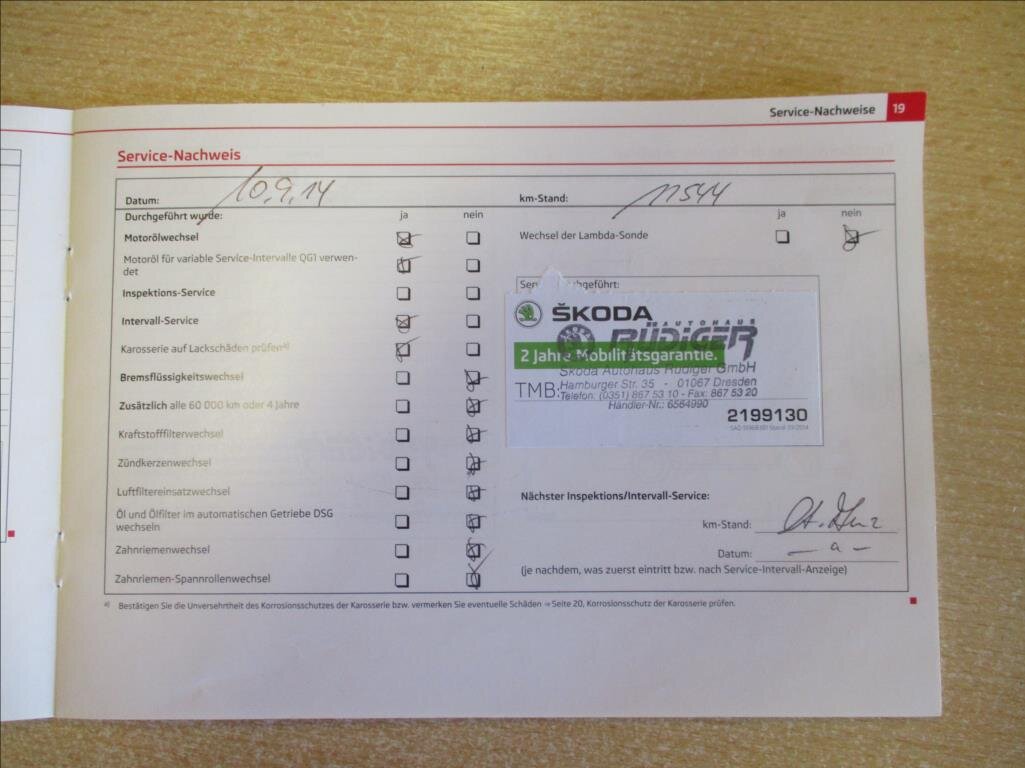 Service-Nachweise 19
Service-Nachweis
Datum: 10.9.14 km-Stand: 11544
Durchgeführt wurde: ja nein ja nein
Motorölwechsel Wechsel der Lambda-Sonde
Motoröl für variable Service-Intervalle QG1 verwen-
det
Inspektions-Service
Intervall-Service
Karosserie auf Lackschäden prüfen a)
Bremsflüssigkeitswechsel
Zusätzlich alle 60 000 km oder 4 Jahre
Kraftstofffilterwechsel
Zündkerzenwechsel
Luftfiltereinsatzwechsel
Öl und Ölfilter im automatischen Getriebe DSG
wechseln
Zahnriemenwechsel
Zahnriemen-Spannrollenwechsel
ŠKODA
AUTOHAUS
RÜDIGER
2 Jahre Mobilitätsgarantie.
Skoda Autohaus Rüdiger GmbH
TMB: Hamburger Str. 35 - 01067 Dresden
Telefon: (0351) 867 53 10 - Fax: 867 53 20
Händler-Nr.: 6564990
2199130
Nächster Inspektions/Intervall-Service:
km-Stand:
Datum: - a -
(je nachdem, was zuerst eintritt bzw. nach Service-Intervall-Anzeige)
a) Bestätigen Sie die Unversehrtheit des Korrosionsschutzes der Karosserie bzw. vermerken Sie eventuelle Schäden ⇒ Seite 20, Korrosionsschutz der Karosserie prüfen.